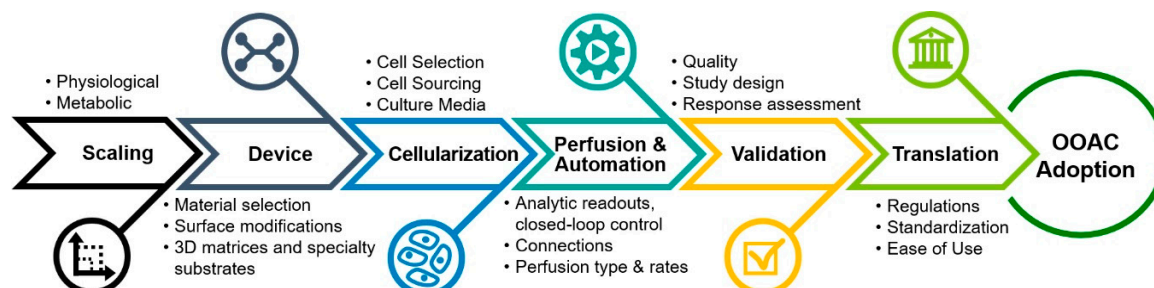 • Physiological
• Metabolic
Scaling
Device
• Material selection
• Surface modifications
• 3D matrices and specialty
substrates
• Cell Selection
• Cell Sourcing
• Culture Media
Cellularization
Perfusion &
Automation
• Analytic readouts,
closed-loop control
• Connections
• Perfusion type & rates
• Quality
• Study design
• Response assessment
Validation
Translation
• Regulations
• Standardization
• Ease of Use
OOAC
Adoption